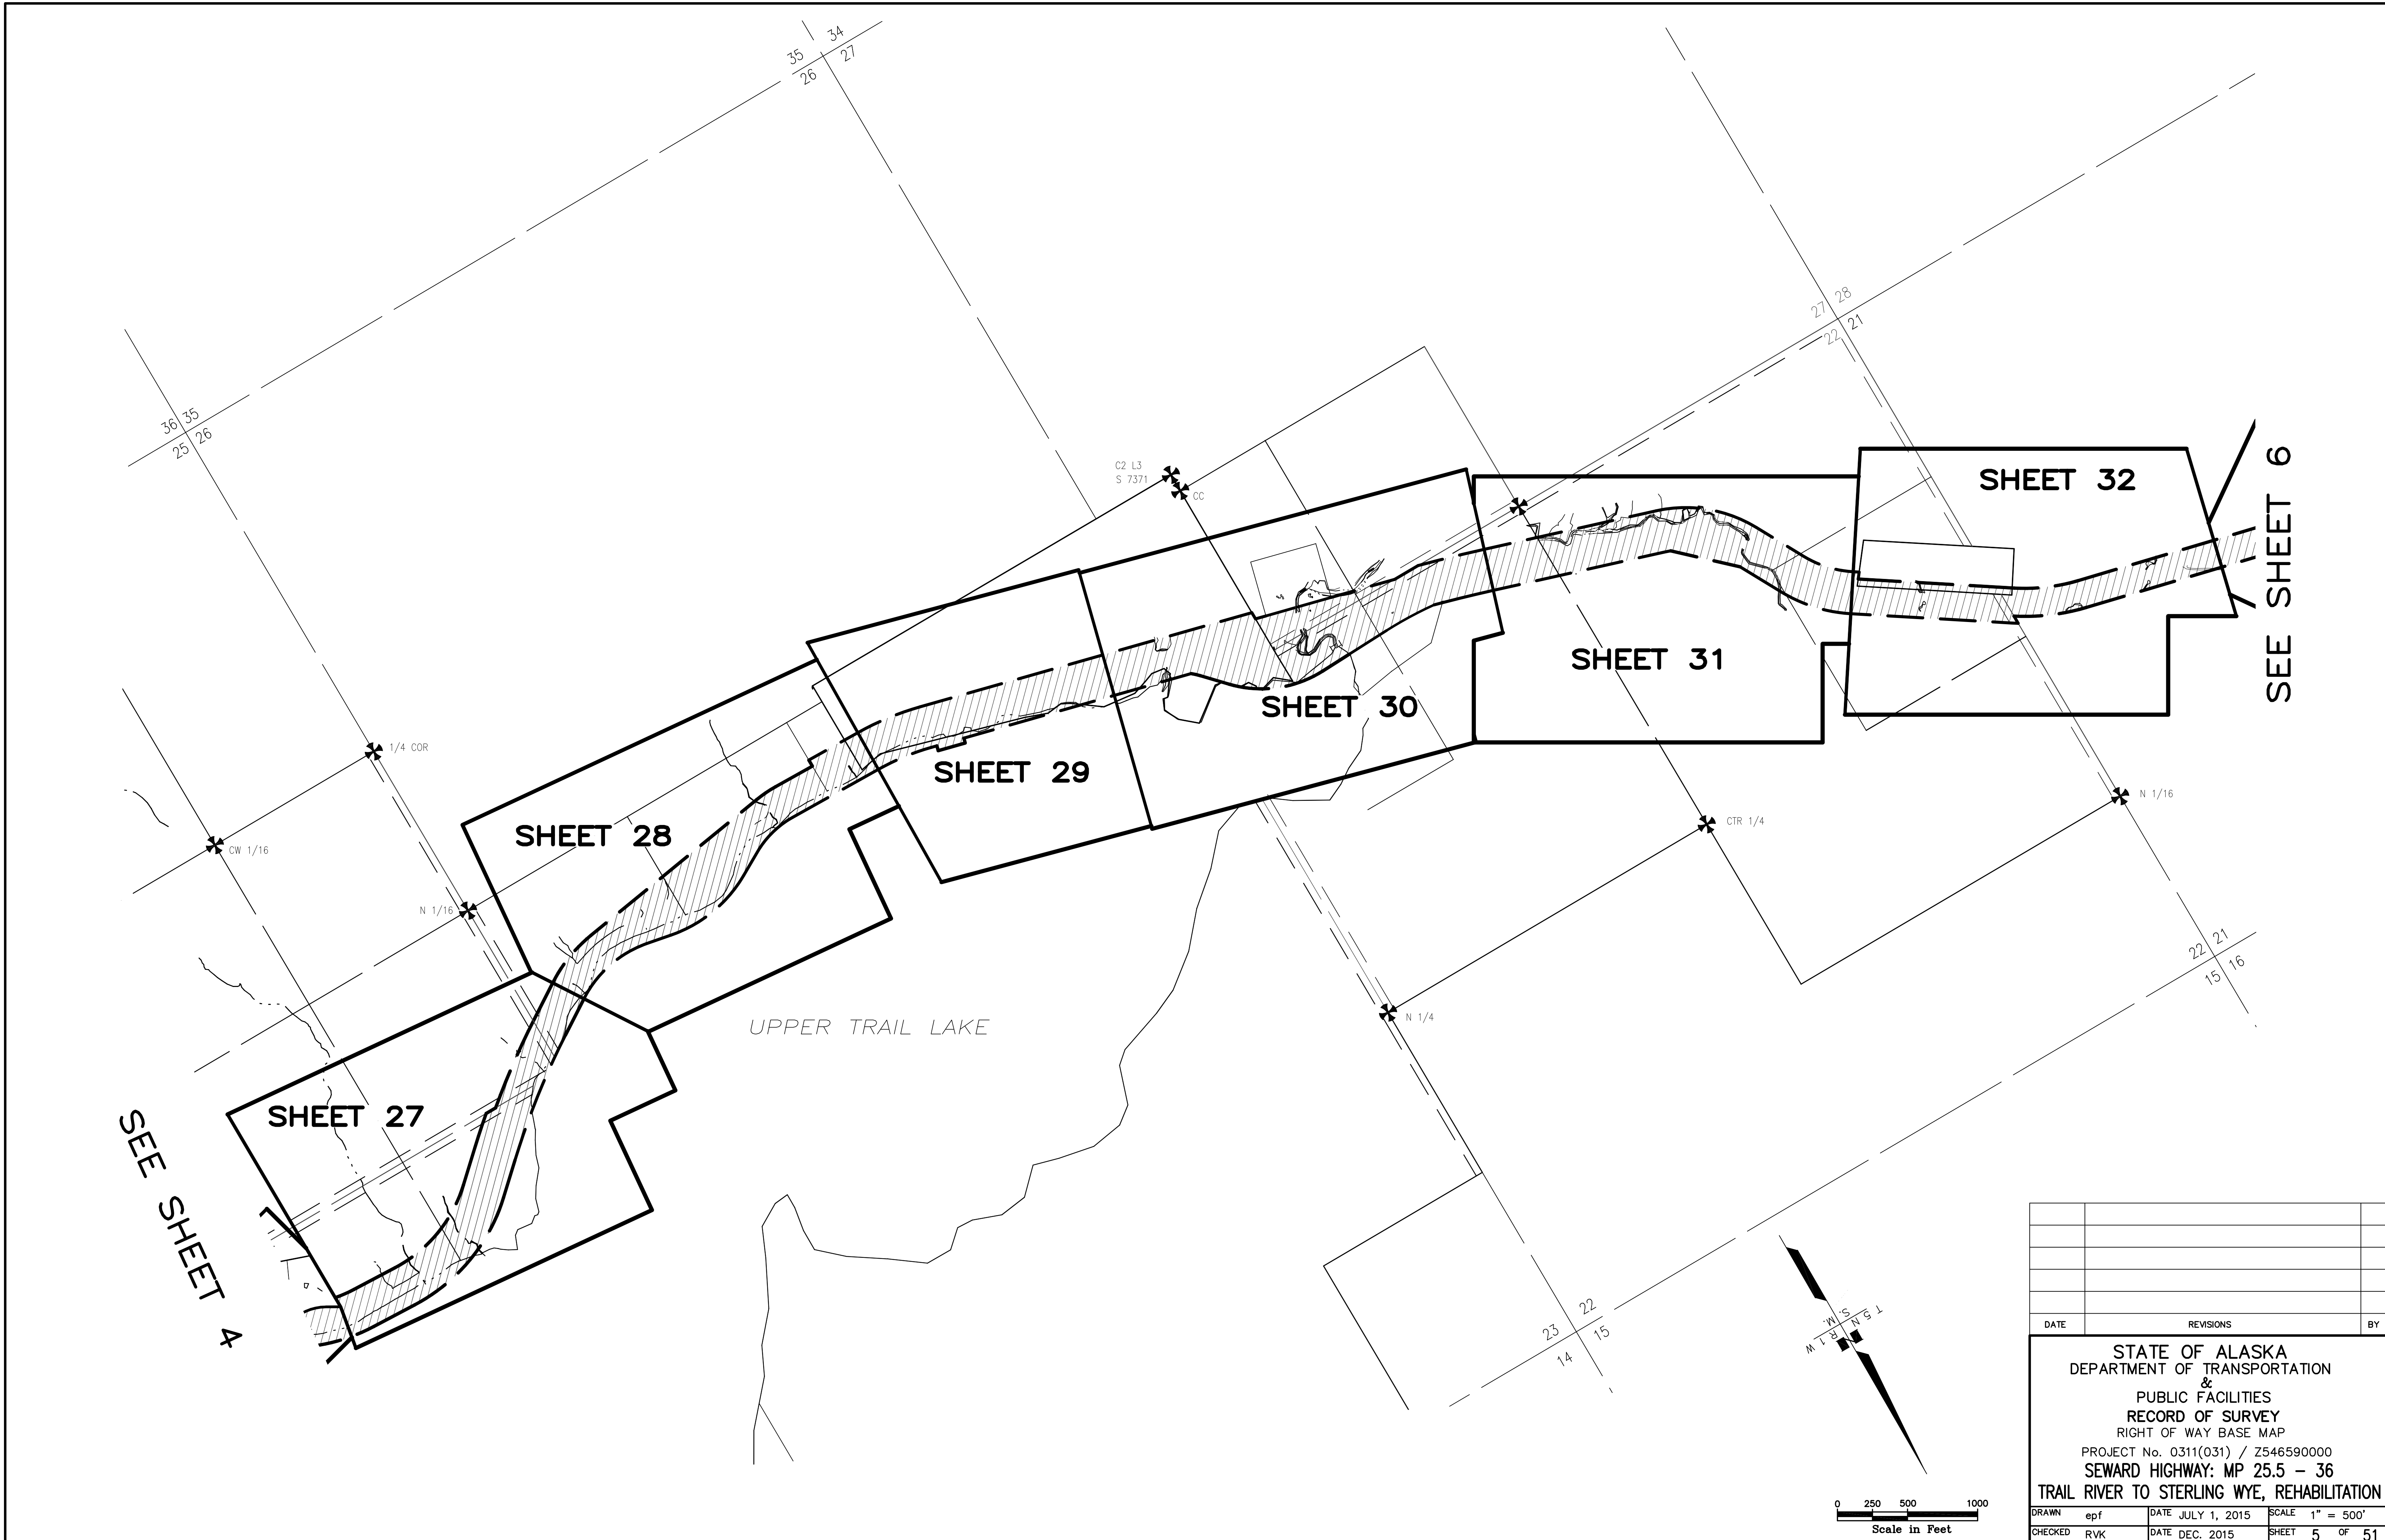 35 34
26 27
36 35
25 26
27 28
22 21
C2 L3
S 7371
CC
SHEET 32
SEE SHEET 6
SHEET 31
SHEET 30
SHEET 29
SHEET 28
1/4 COR
CW 1/16
N 1/16
CTR 1/4
N 1/16
N 1/4
22 21
15 16
UPPER TRAIL LAKE
SHEET 27
SEE SHEET 4
23 22
14 15
T 5 N R 1 W
S. M.
0 250 500 1000
Scale in Feet
DATE REVISIONS BY
STATE OF ALASKA
DEPARTMENT OF TRANSPORTATION
&
PUBLIC FACILITIES
RECORD OF SURVEY
RIGHT OF WAY BASE MAP
PROJECT No. 0311(031) / Z546590000
SEWARD HIGHWAY: MP 25.5 - 36
TRAIL RIVER TO STERLING WYE, REHABILITATION
DRAWN epf DATE JULY 1, 2015 SCALE 1" = 500'
CHECKED RVK DATE DEC. 2015 SHEET 5 OF 51